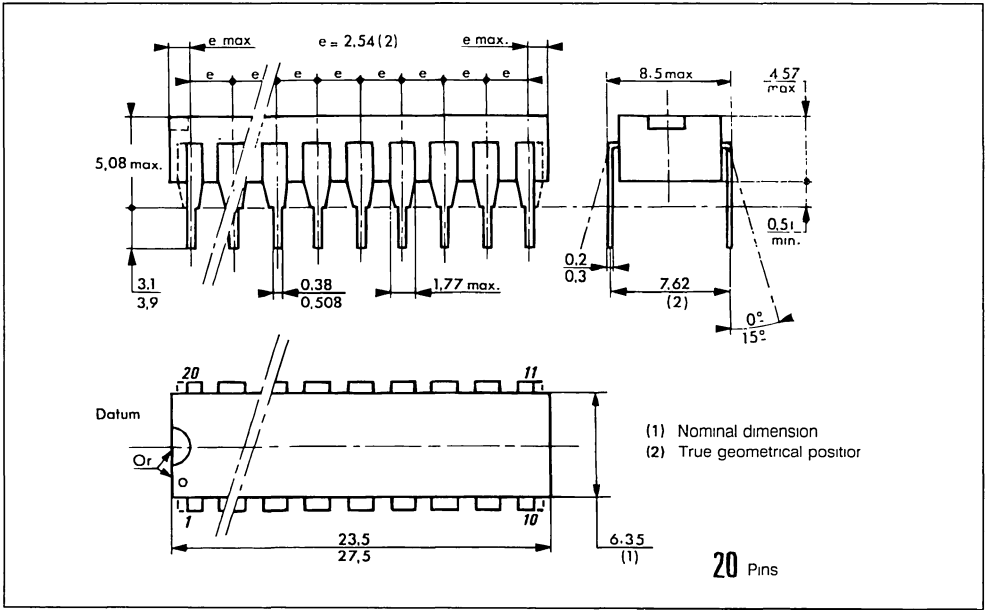 e max
e = 2,54 (2)
e max.
e e e e e e e e
8.5 max
4.57
max
5,08 max.
0,51
min.
3.1
3,9
0.38
0,508
1,77 max.
0.2
0.3
7,62
(2)
0°
15°
20
11
Datum
Or
1
10
(1) Nominal dimension
(2) True geometrical position
23,5
27,5
6.35
(1)
20 Pins